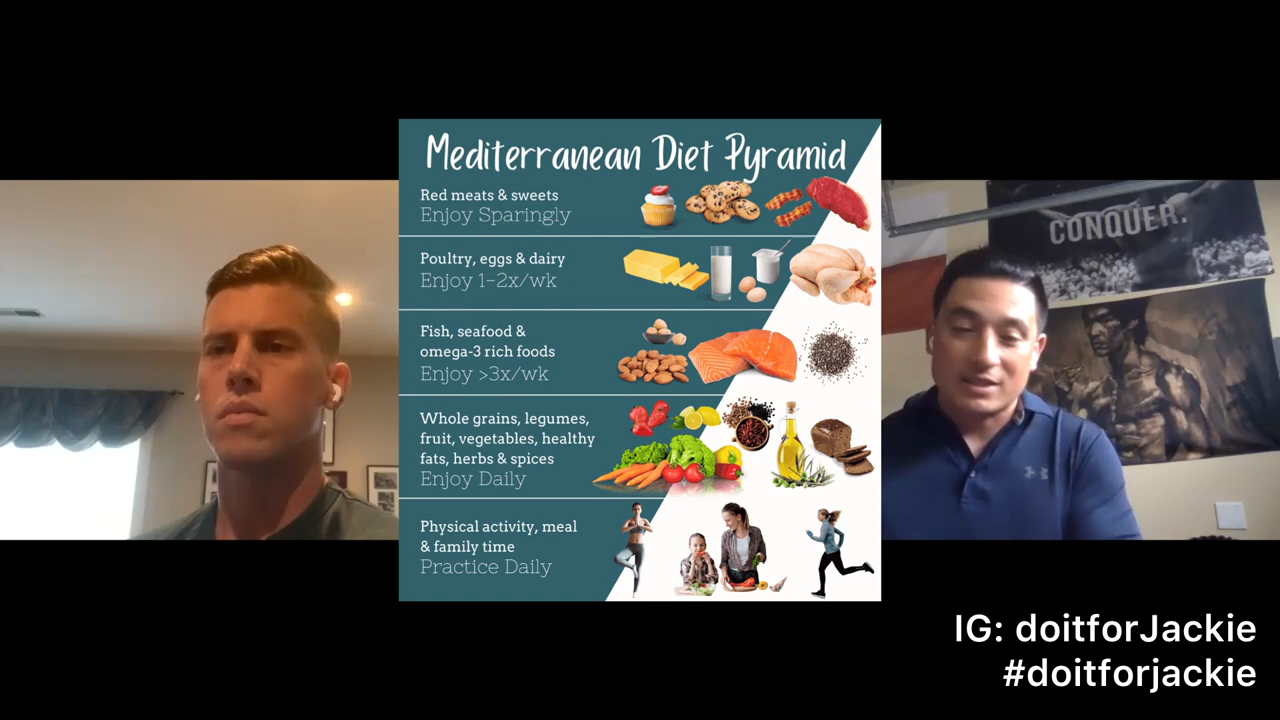 Mediterranean Diet Pyramid
Red meats & sweets
Enjoy Sparingly
Poultry, eggs & dairy
Enjoy 1-2x/wk
Fish, seafood &
omega-3 rich foods
Enjoy >3x/wk
Whole grains, legumes,
fruit, vegetables, healthy
fats, herbs & spices
Enjoy Daily
Physical activity, meal
& family time
Practice Daily
CONQUER.
IG: doitforJackie
#doitforjackie